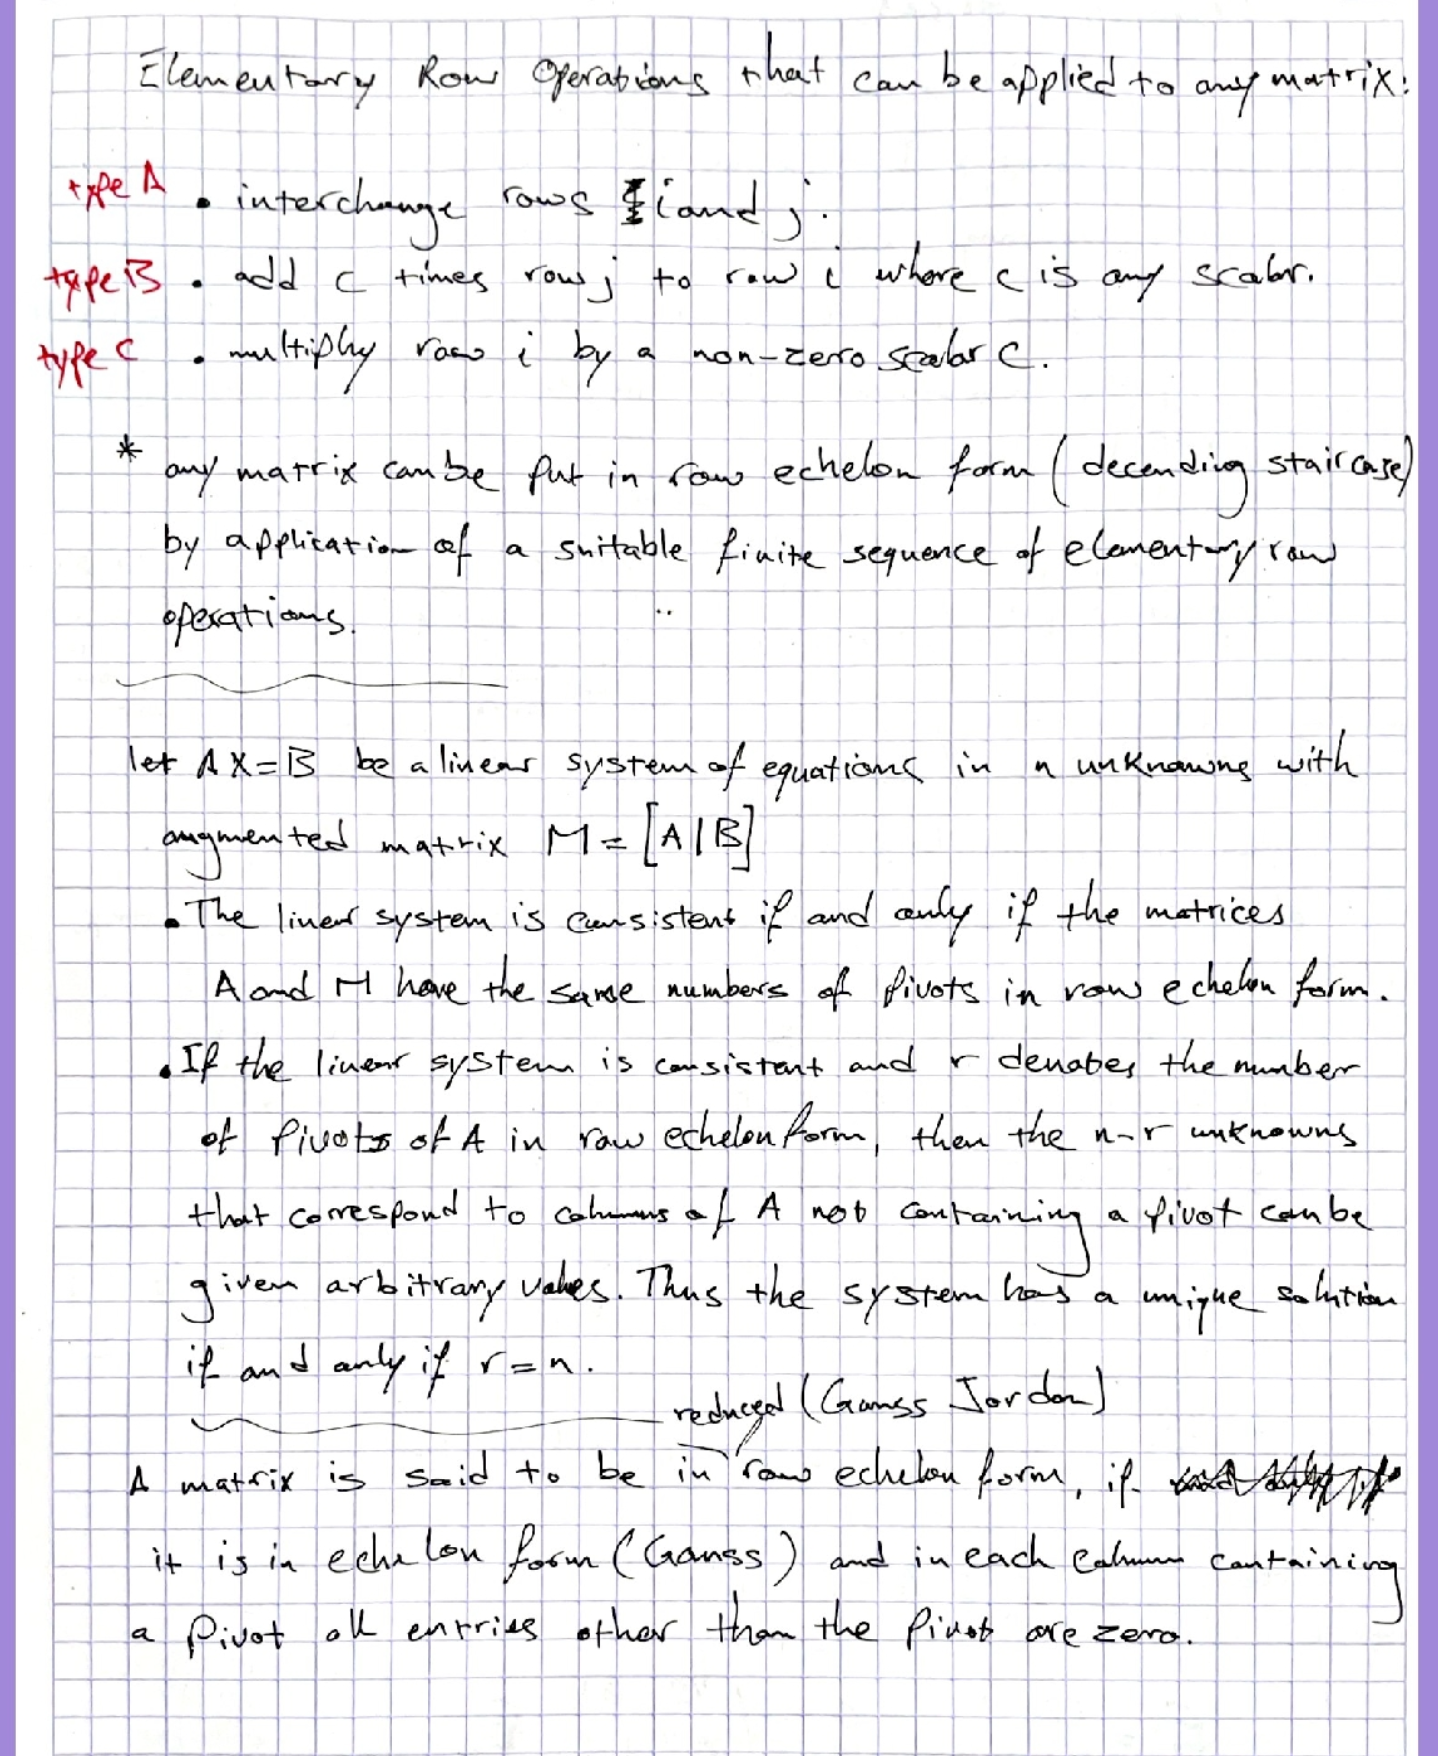 Elementary Row Operations that can be applied to any matrix:
type A • interchange rows i and j.
type B • add c times row j to row i where c is any scalar.
type C • multiply row i by a non-zero scalar c.
* any matrix can be put in row echelon form (decending staircase)
by application of a suitable finite sequence of elementary row
operations.
let AX=B be a linear system of equations in n unknowns with
augmented matrix M = [A|B]
• The linear system is consistent if and only if the matrices
A and M have the same numbers of pivots in row echelon form.
• If the linear system is consistent and r denotes the number
of pivots of A in row echelon form, then the n-r unknowns
that correspond to columns of A not containing a pivot can be
given arbitrary values. Thus the system has a unique solution
if and only if r = n.
reduced (Gauss Jordon)
A matrix is said to be in row echelon form, if
it is in echelon form (Gauss) and in each column containing
a pivot all entries other than the pivot are zero.